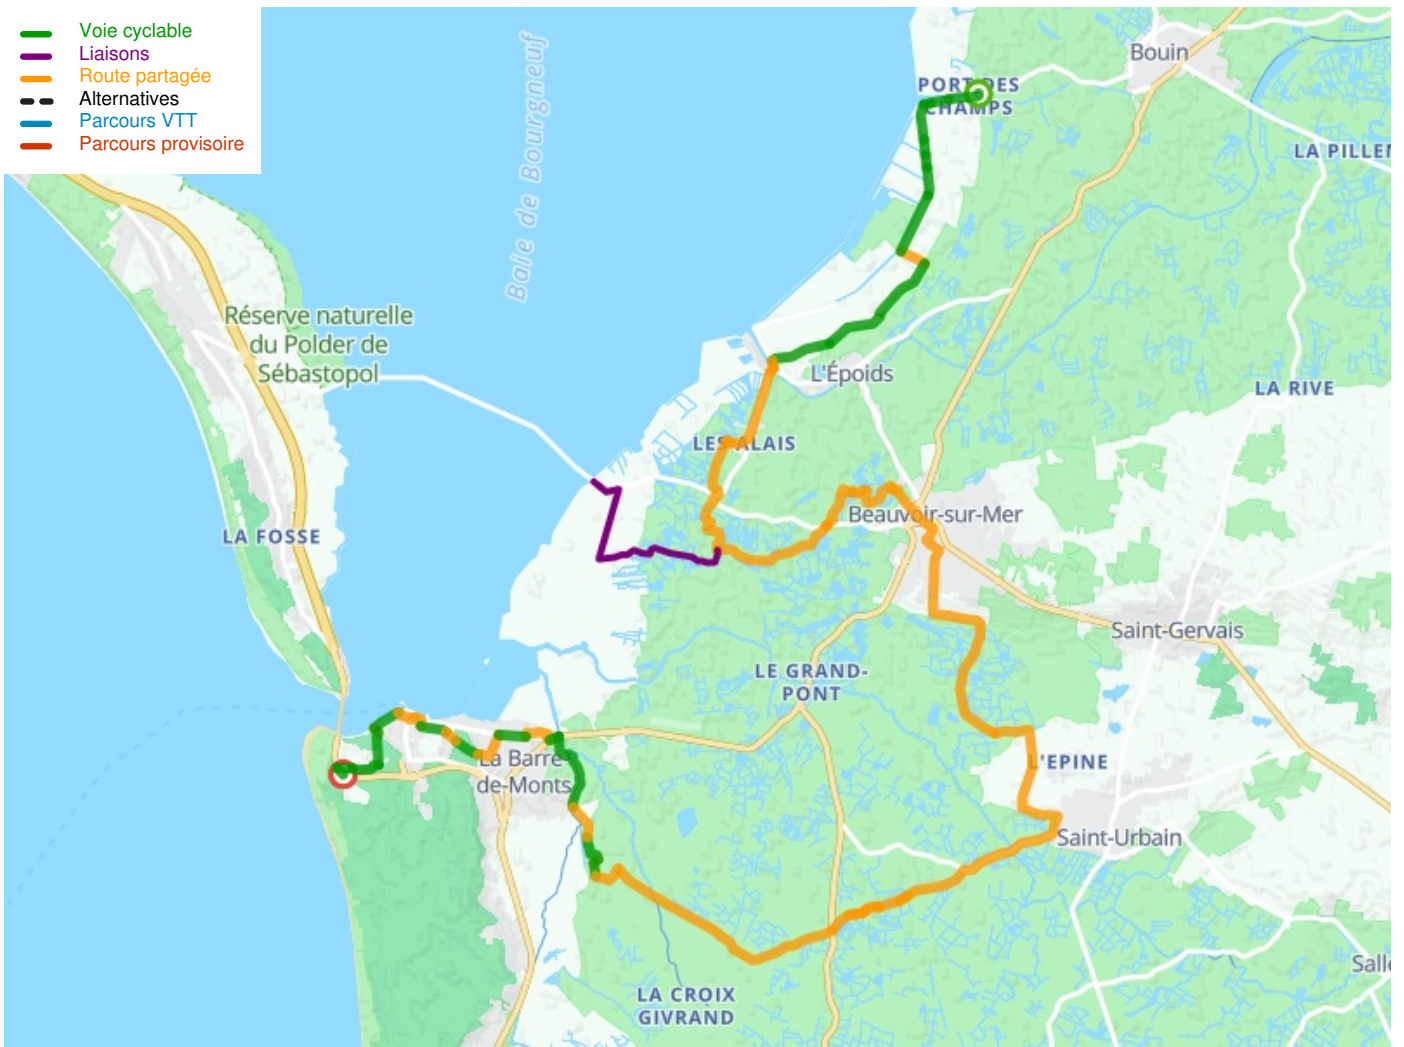 Voie cyclable
Liaisons
Route partagée
Alternatives
Parcours VTT
Parcours provisoire
Baie de Bourgneuf
Bouin
PORT DES
CHAMPS
LA PILLE
Réserve naturelle
du Polder de
Sébastopol
L'Époids
LA RIVE
LES ALAIS
LA FOSSE
Beauvoir-sur-Mer
Saint-Gervais
LE GRAND-
PONT
La Barre-
de-Monts
L'EPINE
Saint-Urbain
LA CROIX
GIVRAND
Salle